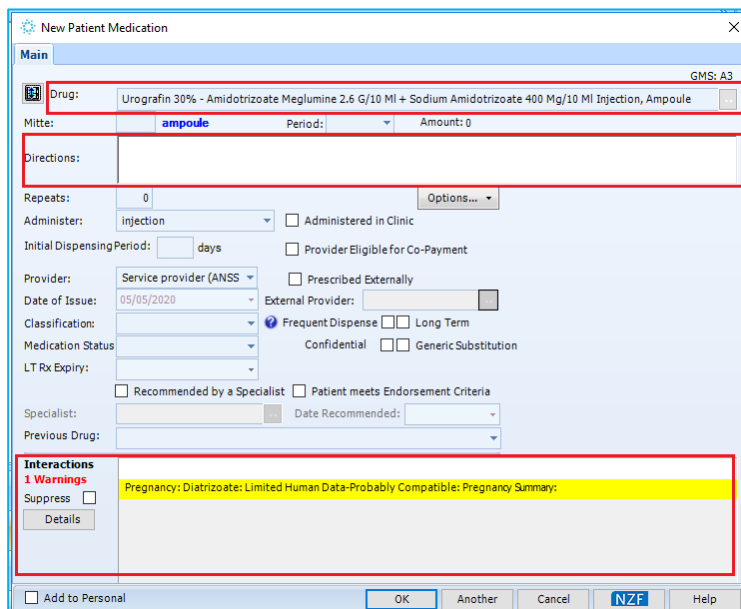 New Patient Medication
Main
GMS: A3
Drug: Urografin 30% - Amidotrizoate Meglumine 2.6 G/10 Ml + Sodium Amidotrizoate 400 Mg/10 Ml Injection, Ampoule ...
Mitte: ampoule Period: Amount: 0
Directions:
Repeats: 0 Options...
Administer: injection Administered in Clinic
Initial Dispensing Period: days Provider Eligible for Co-Payment
Provider: Service provider (ANSS Prescribed Externally
Date of Issue: 05/05/2020 External Provider: ...
Classification: ? Frequent Dispense Long Term
Medication Status Confidential Generic Substitution
LT Rx Expiry:
Recommended by a Specialist Patient meets Endorsement Criteria
Specialist: ... Date Recommended:
Previous Drug:
Interactions
1 Warnings
Pregnancy: Diatrizoate: Limited Human Data-Probably Compatible: Pregnancy Summary:
Suppress
Details
Add to Personal OK Another Cancel NZF Help